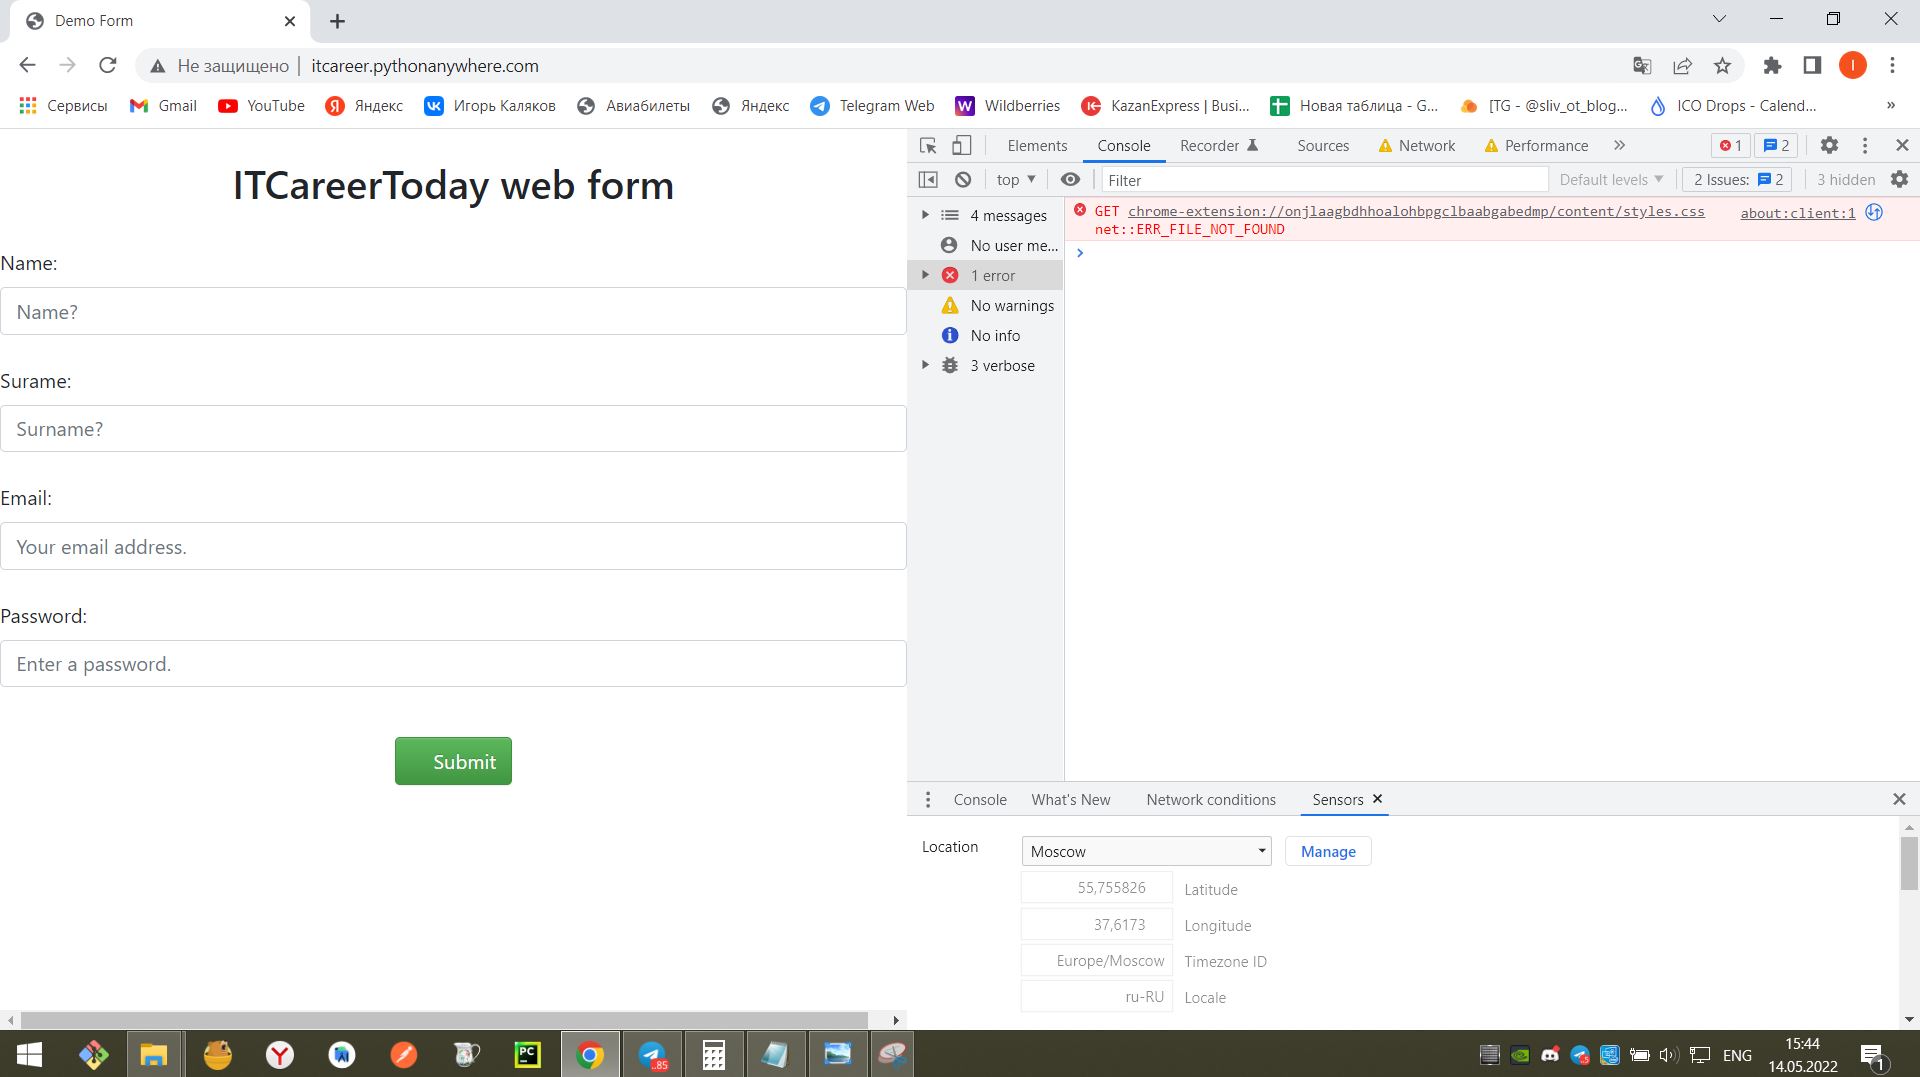 Demo Form
Не защищено | itcareer.pythonanywhere.com
Сервисы Gmail YouTube Яндекс Игорь Каляков Авиабилеты Яндекс Telegram Web Wildberries KazanExpress | Busi... Новая таблица - G... [TG - @sliv_ot_blog... ICO Drops - Calend... »
ITCareerToday web form
Name:
Name?
Surame:
Surname?
Email:
Your email address.
Password:
Enter a password.
Submit
Elements Console Recorder Sources Network Performance » 1 2
top Filter Default levels 2 Issues: 2 3 hidden
4 messages
No user me...
1 error
No warnings
No info
3 verbose
GET chrome-extension://onjlaagbdhhoalohbpgclbaabgabedmp/content/styles.css about:client:1
net::ERR_FILE_NOT_FOUND
Console What's New Network conditions Sensors
Location Moscow Manage
55,755826 Latitude
37,6173 Longitude
Europe/Moscow Timezone ID
ru-RU Locale
PC
..85
ENG
15:44
14.05.2022
1